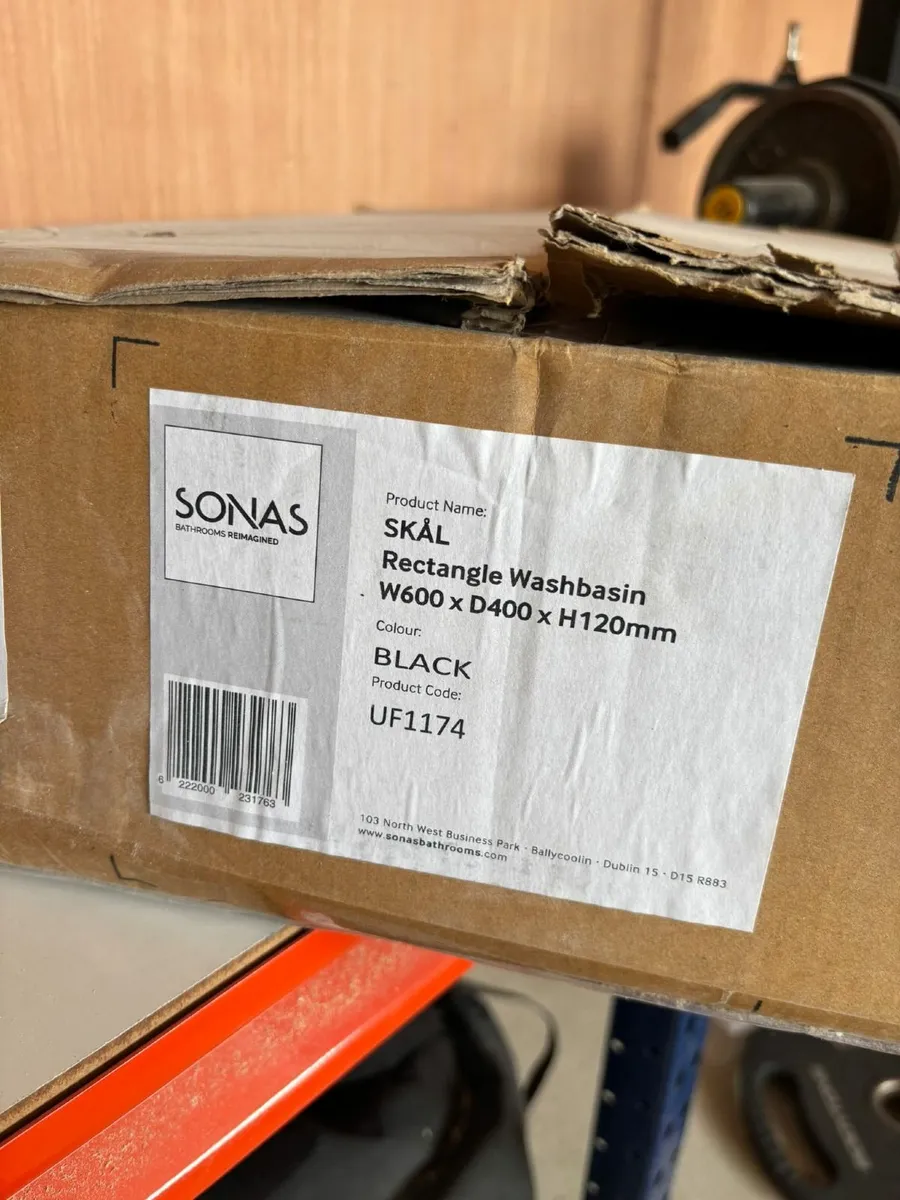 SONAS
BATHROOMS REIMAGINED
6 222000 231763
Product Name:
SKÅL
Rectangle Washbasin
W600 x D400 x H120mm
Colour:
BLACK
Product Code:
UF1174
103 North West Business Park · Ballycoolin · Dublin 15 · D15 R883
www.sonasbathrooms.com